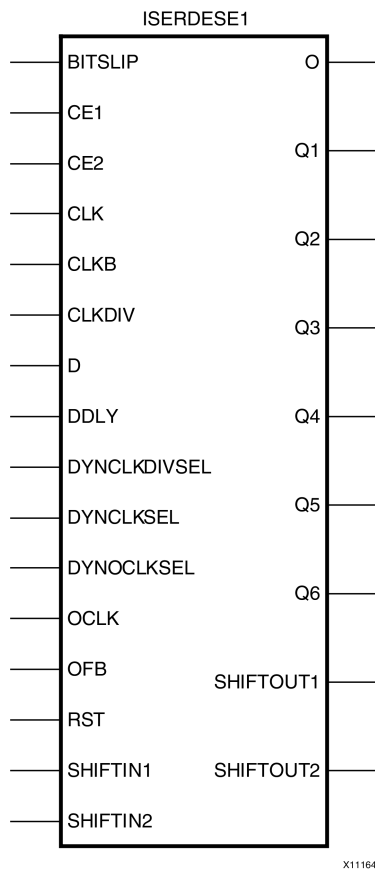 ISERDESE1
BITSLIP
CE1
CE2
CLK
CLKB
CLKDIV
D
DDLY
DYNCLKDIVSEL
DYNCLKSEL
DYNOCLKSEL
OCLK
OFB
RST
SHIFTIN1
SHIFTIN2
O
Q1
Q2
Q3
Q4
Q5
Q6
SHIFTOUT1
SHIFTOUT2
X11164